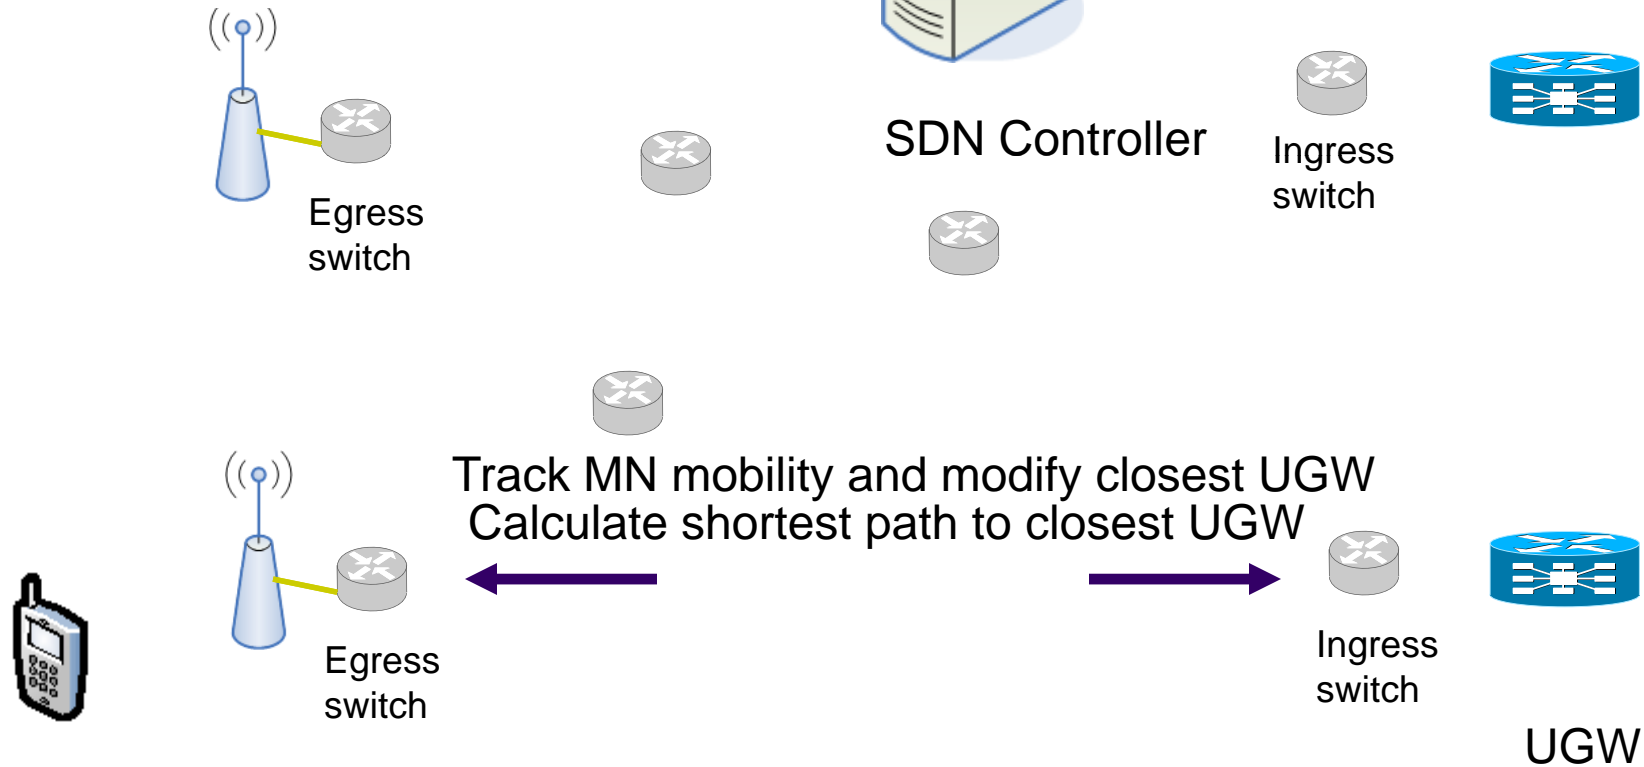 SDN Controller
Ingress
switch
Egress
switch
Track MN mobility and modify closest UGW
Calculate shortest path to closest UGW
Egress
switch
Ingress
switch
UGW